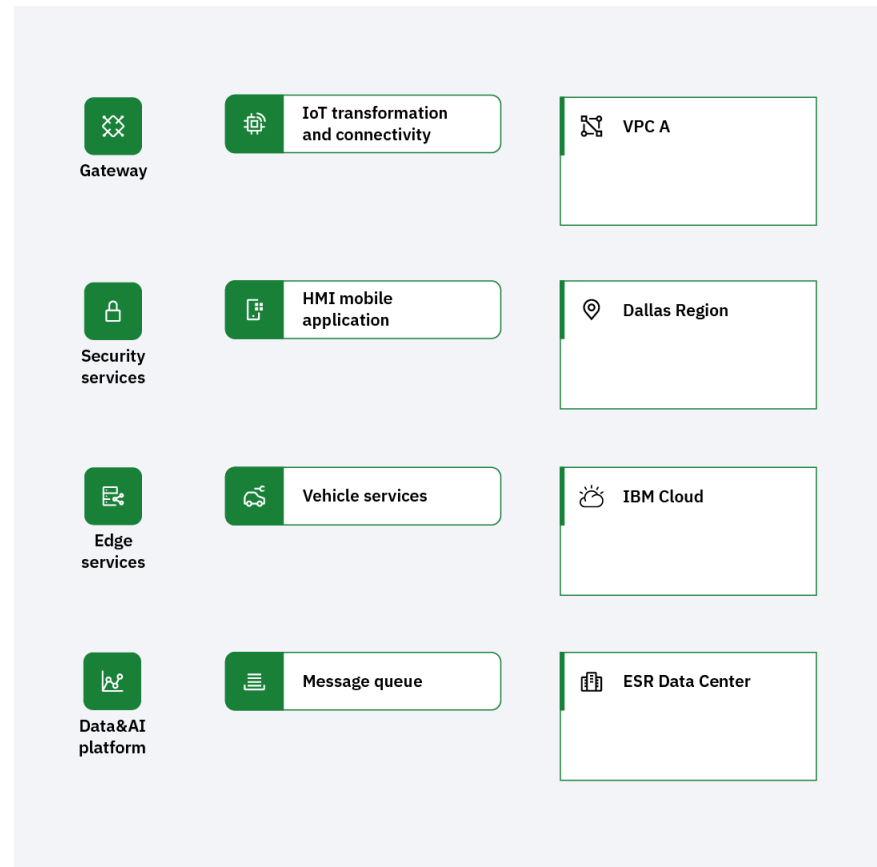 Gateway
IoT transformation
and connectivity
VPC A
Security
services
HMI mobile
application
Dallas Region
Edge
services
Vehicle services
IBM Cloud
Data&AI
platform
Message queue
ESR Data Center